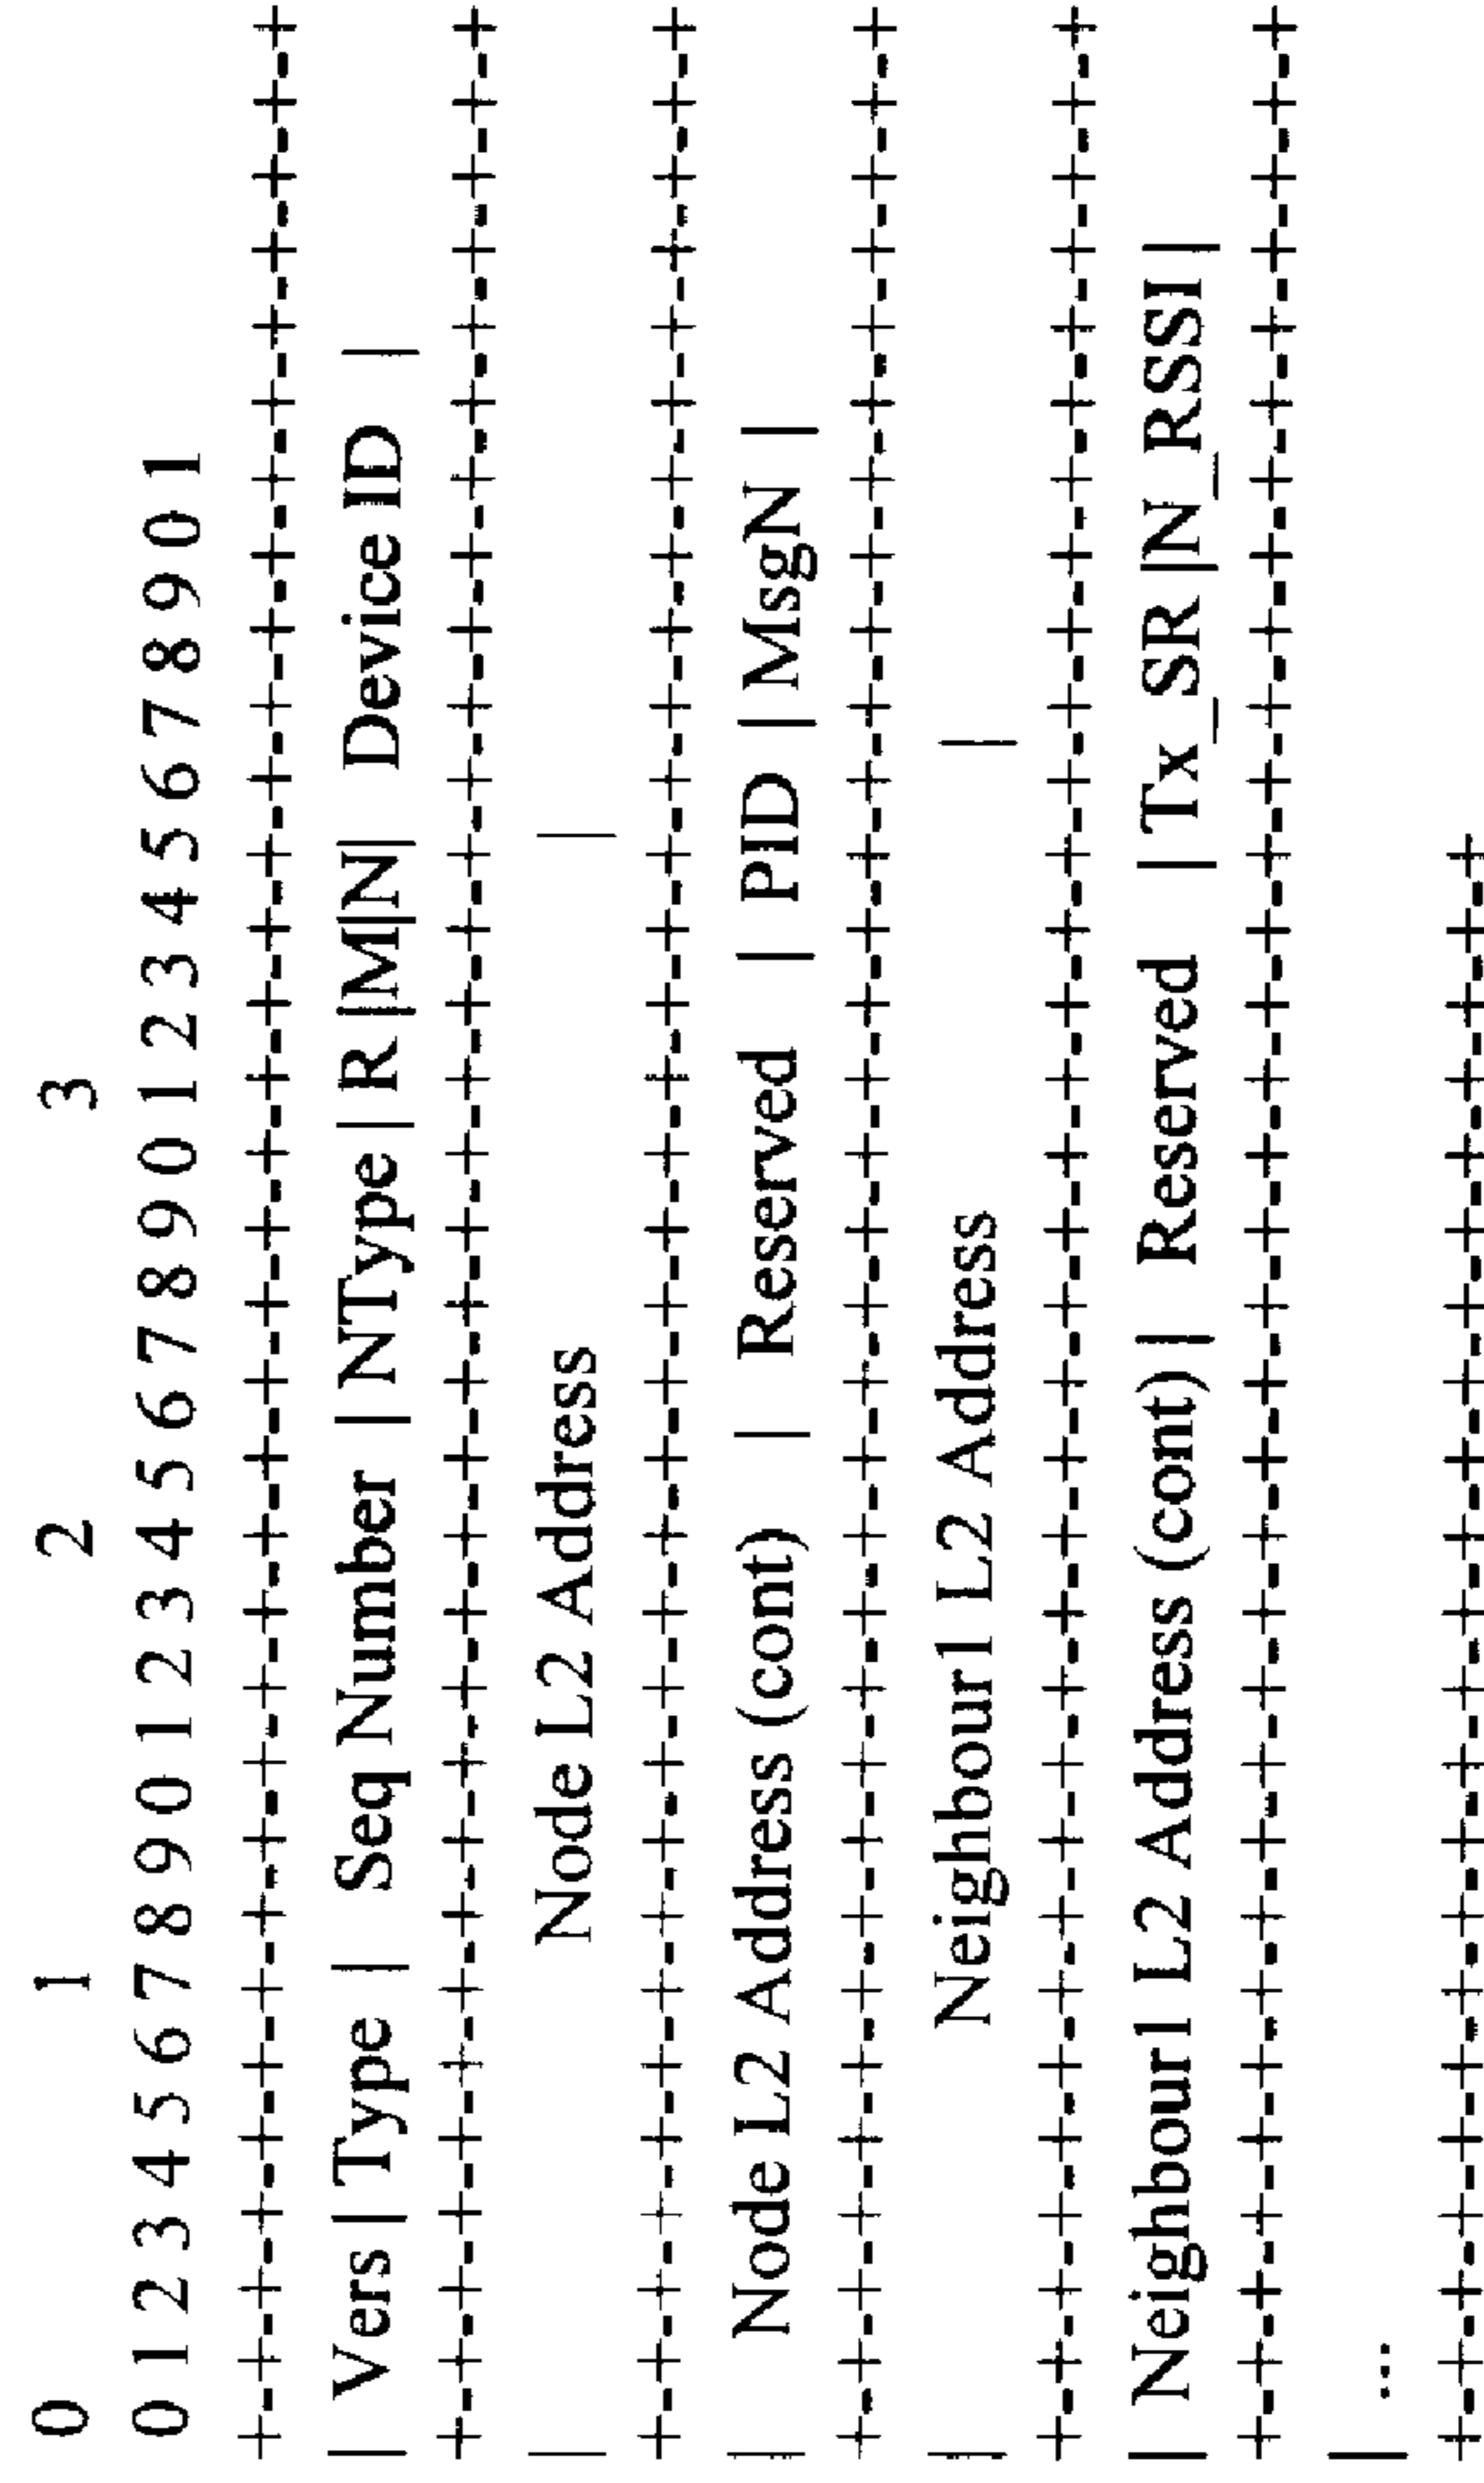 0 1 2 3
0 1 2 3 4 5 6 7 8 9 0 1 2 3 4 5 6 7 8 9 0 1 2 3 4 5 6 7 8 9 0 1
+-+-+-+-+-+-+-+-+-+-+-+-+-+-+-+-+-+-+-+-+-+-+-+-+-+-+-+-+-+-+-+-+
| Vers | Type | Seq Number | NType | R |M|N| Device ID |
+-+-+-+-+-+-+-+-+-+-+-+-+-+-+-+-+-+-+-+-+-+-+-+-+-+-+-+-+-+-+-+-+
| Node L2 Address |
+-+-+-+-+-+-+-+-+-+-+-+-+-+-+-+-+-+-+-+-+-+-+-+-+-+-+-+-+-+-+-+-+
| Node L2 Address (cont) | Reserved | PID | MsgN |
+-+-+-+-+-+-+-+-+-+-+-+-+-+-+-+-+-+-+-+-+-+-+-+-+-+-+-+-+-+-+-+-+
| Neighbour1 L2 Address |
+-+-+-+-+-+-+-+-+-+-+-+-+-+-+-+-+-+-+-+-+-+-+-+-+-+-+-+-+-+-+-+-+
| Neighbour1 L2 Address (cont) | Reserved | Tx_SR |N_RSSI |
+-+-+-+-+-+-+-+-+-+-+-+-+-+-+-+-+-+-+-+-+-+-+-+-+-+-+-+-+-+-+-+-+
| ...
+-+-+-+-+-+-+-+-+-+-+-+-+-+-+-+-+-+-+-+-+-+